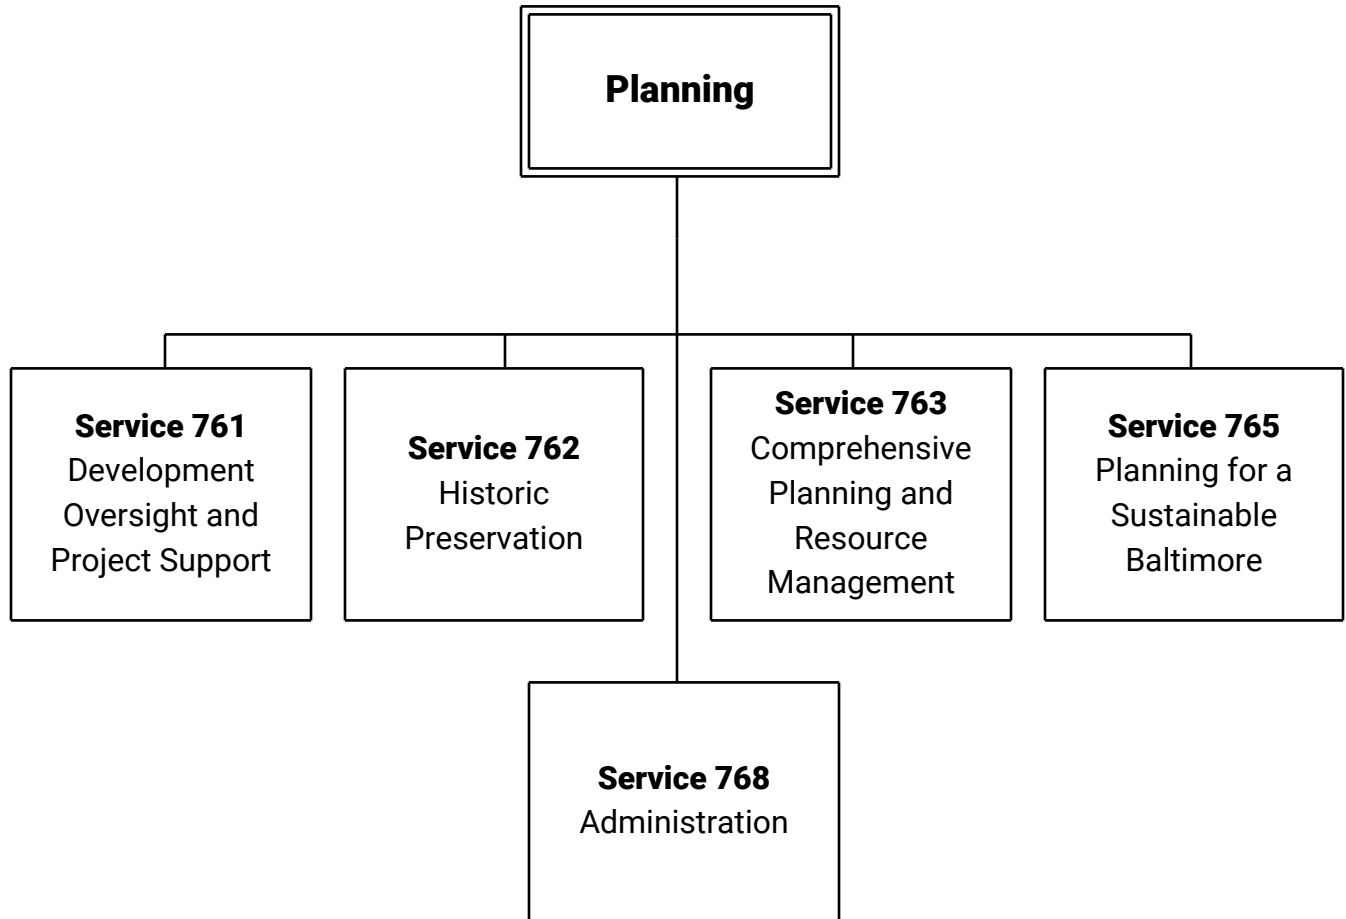 Planning
Service 761
Development
Oversight and
Project Support
Service 762
Historic
Preservation
Service 763
Comprehensive
Planning and
Resource
Management
Service 765
Planning for a
Sustainable
Baltimore
Service 768
Administration